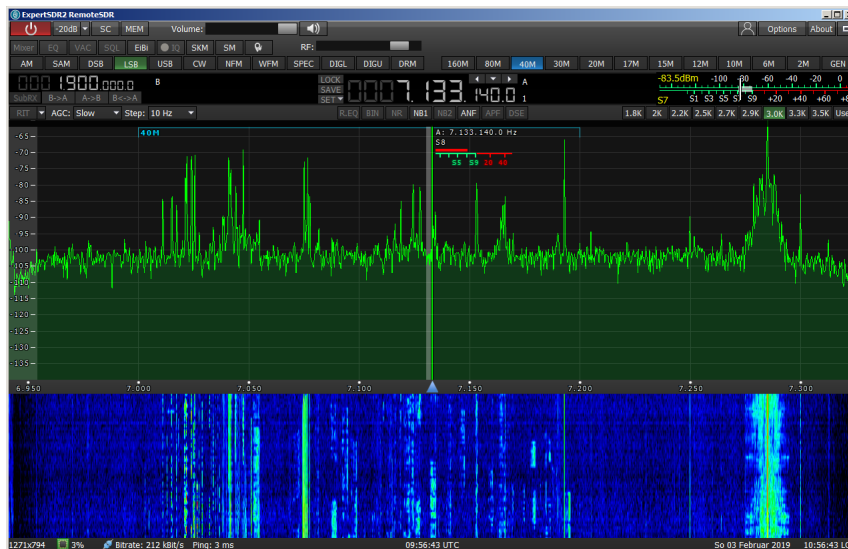 ExpertSDR2 RemoteSDR
-20dB SC MEM Volume: Options About
Mixer EQ VAC SQL EiBi IQ SKM SM RF:
AM SAM DSB LSB USB CW NFM WFM SPEC DIGL DIGU DRM 160M 80M 40M 30M 20M 17M 15M 12M 10M 6M 2M GEN
000 1900.000.0 B LOCK SAVE SET 0007.133.140.0 A 1 -83.5dBm -100 -80 -60 -40 -20 0
SubRX B->A A->B B<->A S7 S1 S3 S5 S7 S9 +20 +40 +60
RIT AGC: Slow Step: 10 Hz R.EQ BIN NR NB1 NB2 ANF APF DSE 1.8K 2K 2.2K 2.5K 2.7K 2.9K 3.0K 3.3K 3.5K Use
40M A: 7.133.140.0 Hz
S8
S5 S9 20 40
-65
-70
-75
-80
-85
-90
-95
-100
-105
-110
-115
-120
-125
-130
-135
6.950 7.000 7.050 7.100 7.150 7.200 7.250 7.300
1271x794 3% Bitrate: 212 kBit/s Ping: 3 ms 09:56:43 UTC So 03 Februar 2019 10:56:43